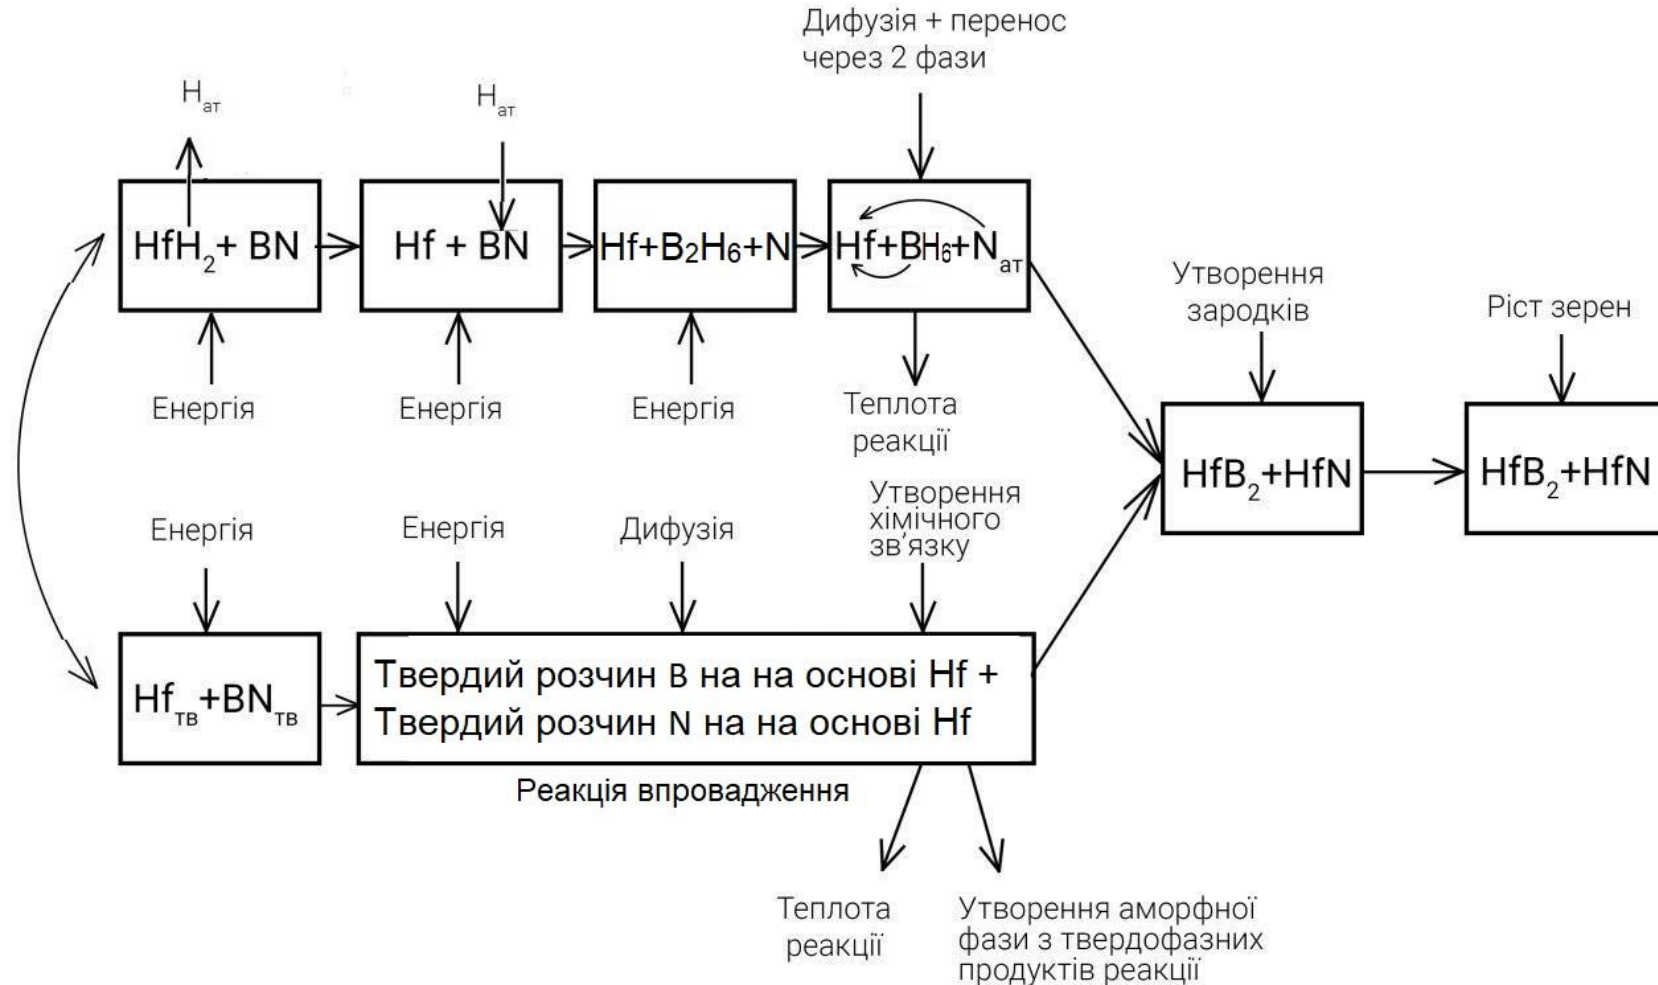 Дифузія + перенос
через 2 фази
Hат
Hат
HfH2+ BN
Hf + BN
Hf+B2H6+N
Hf+BH6+Nат
Енергія
Енергія
Енергія
Теплота
реакції
Утворення
зародків
Ріст зерен
HfB2+HfN
HfB2+HfN
Енергія
Енергія
Дифузія
Утворення
хімічного
зв'язку
Hfтв+BNтв
Твердий розчин B на на основі Hf +
Твердий розчин N на на основі Hf
Реакція впровадження
Теплота
реакції
Утворення аморфної
фази з твердофазних
продуктів реакції